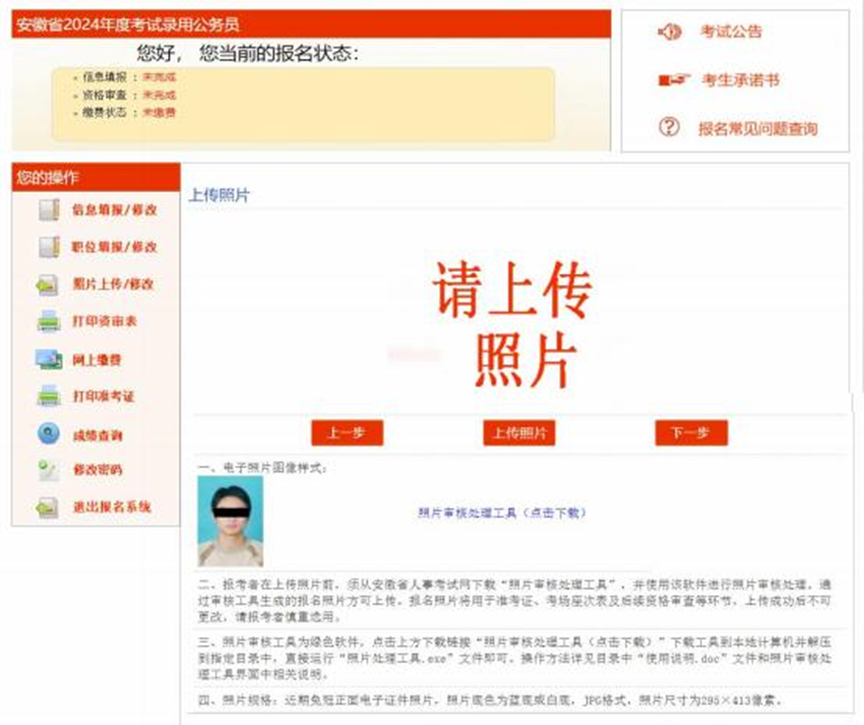 安徽省2024年度考试录用公务员
您好， 您当前的报名状态：
信息填报 ：未完成
资格审查 ：未完成
缴费状态 ：未缴费
考试公告
考生承诺书
报名常见问题查询
您的操作
信息填报/修改
职位填报/修改
照片上传/修改
打印资审表
网上缴费
打印准考证
成绩查询
修改密码
退出报名系统
上传照片
请上传
照片
上一步
上传照片
下一步
一、电子照片图像样式：
照片审核处理工具（点击下载）
二、报考者在上传照片前，须从安徽省人事考试网下载“照片审核处理工具”，并使用该软件进行照片审核处理。通
过审核工具生成的报名照片方可上传。报名照片将用于准考证、考场座次表及后续资格审查等环节，上传成功后不可
更改，请报考者慎重选用。
三、照片审核工具为绿色软件，点击上方下载链接“照片审核处理工具（点击下载）”下载工具到本地计算机并解压
到指定目录中，直接运行“照片处理工具.exe”文件即可。操作方法详见目录中“使用说明.doc”文件和照片审核处
理工具界面中相关说明。
四、照片规格：近期免冠正面电子证件照片，照片底色为蓝底或白底，JPG格式，照片尺寸为295×413像素。